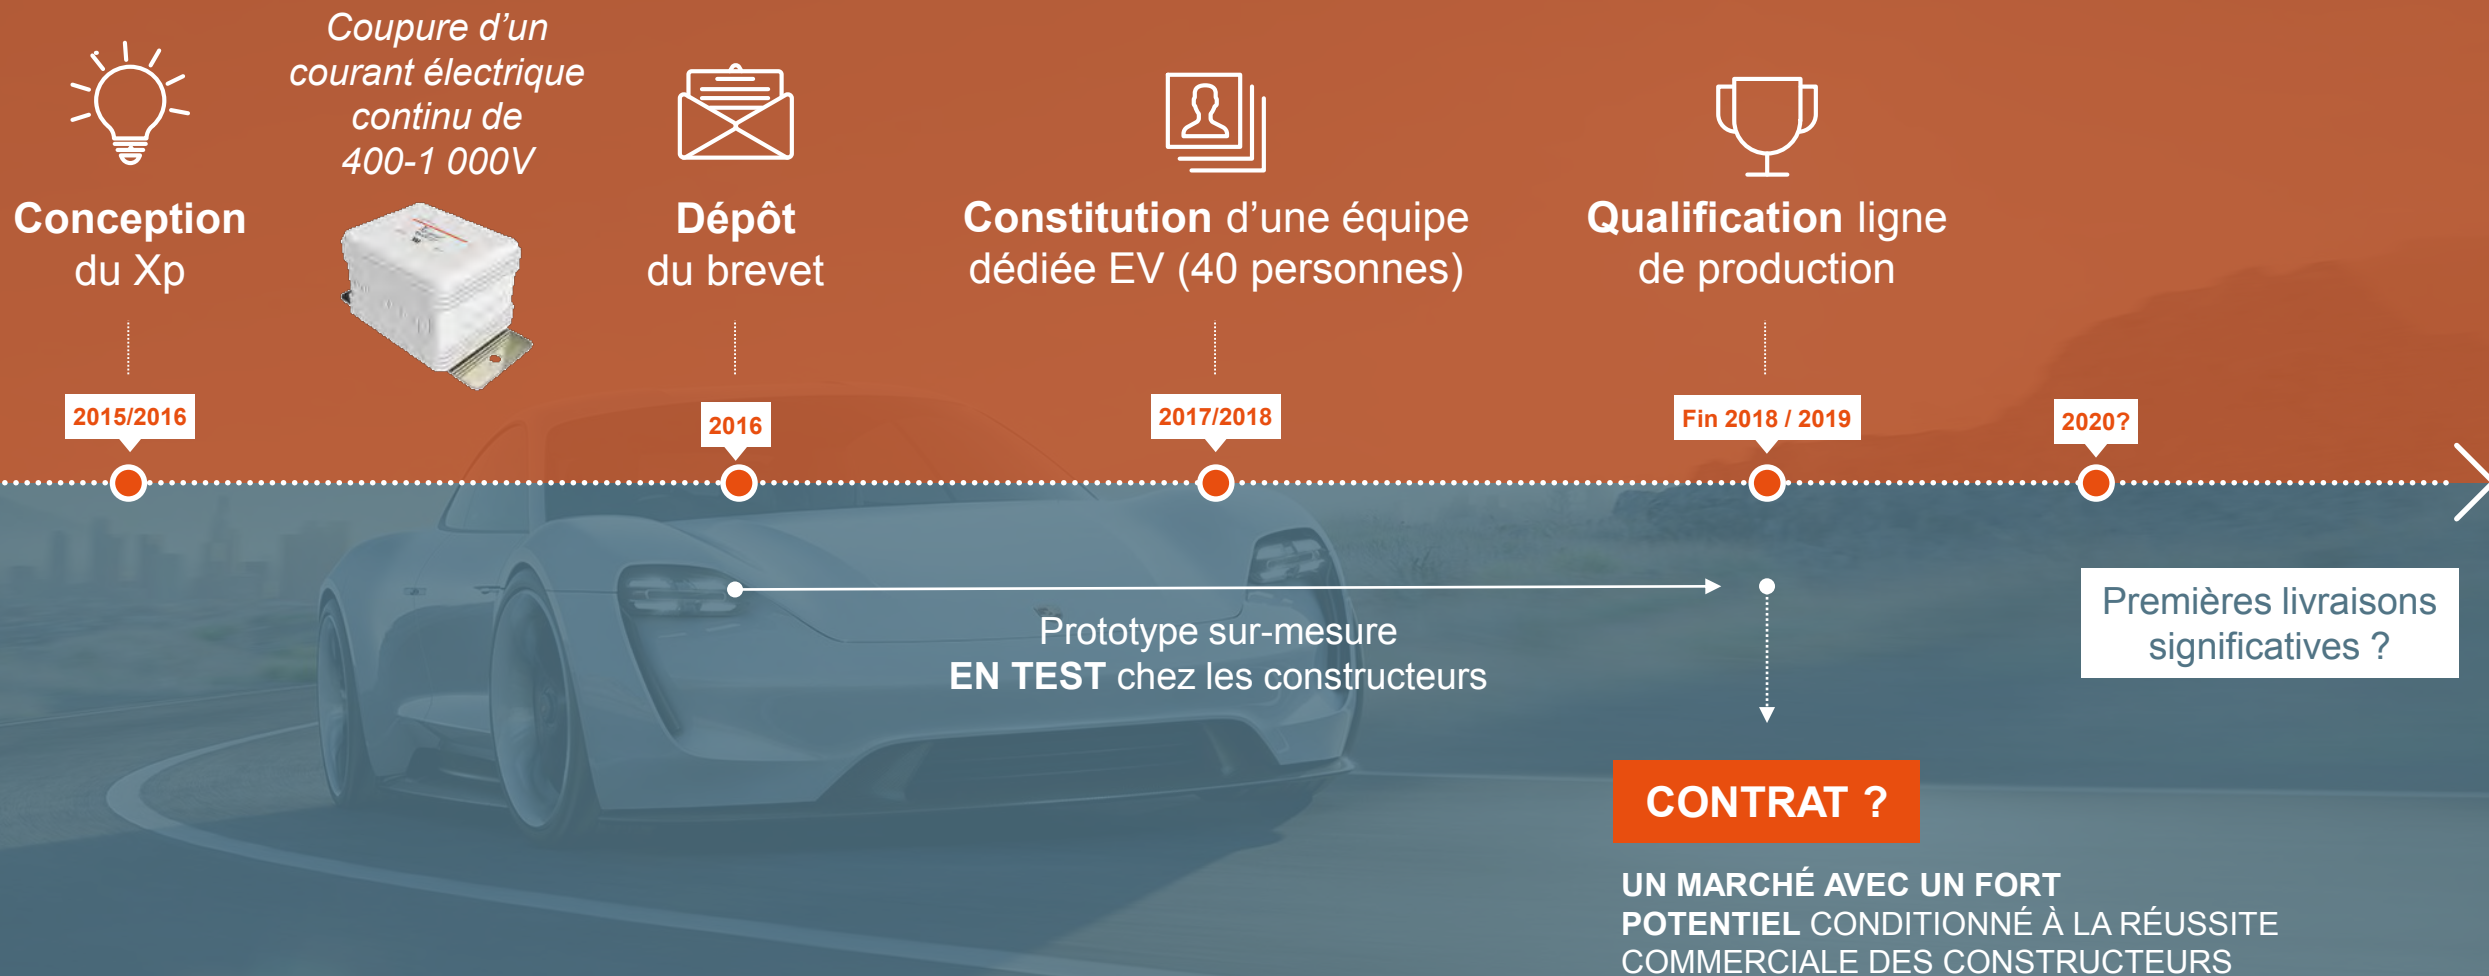 Coupure d’un
courant électrique
continu de
400-1 000V
Conception
du Xp
Dépôt
du brevet
Constitution d’une équipe
dédiée EV (40 personnes)
Qualification ligne
de production
2015/2016
2016
2017/2018
Fin 2018 / 2019
2020?
Prototype sur-mesure
EN TEST chez les constructeurs
Premières livraisons
significatives ?
CONTRAT ?
UN MARCHÉ AVEC UN FORT
POTENTIEL CONDITIONNÉ À LA RÉUSSITE
COMMERCIALE DES CONSTRUCTEURS